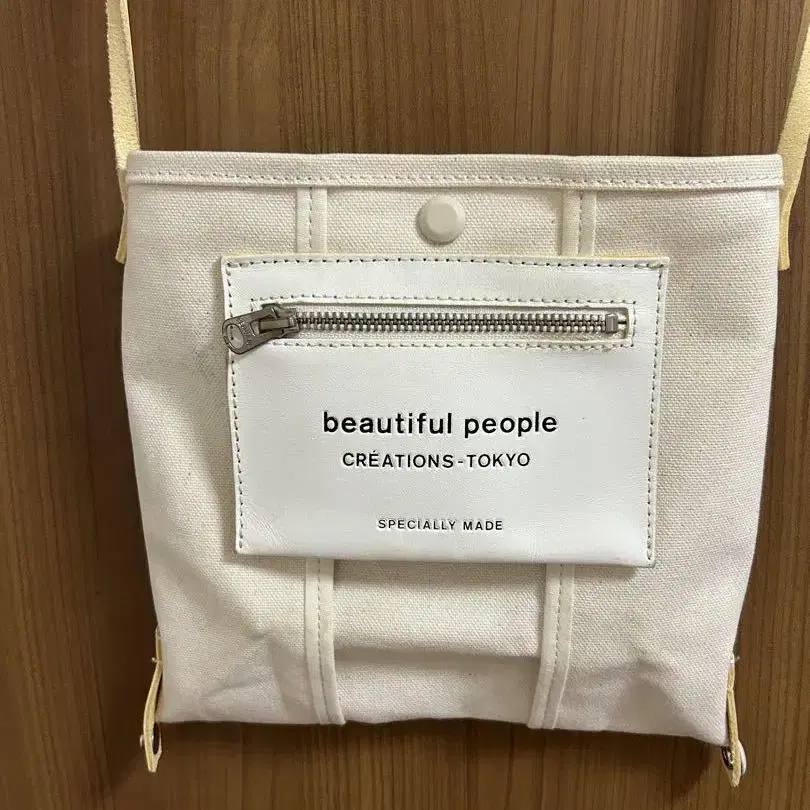 beautiful people
CRÉATIONS-TOKYO
SPECIALLY MADE